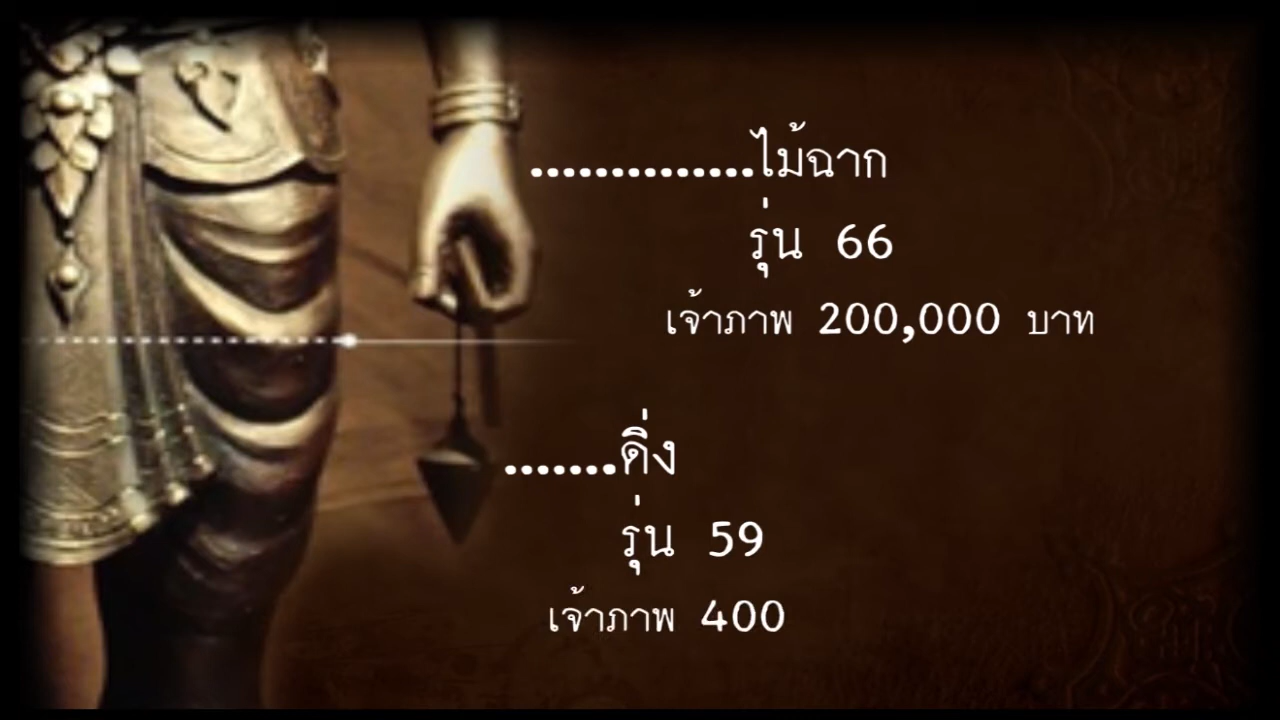 ..............ไม้ฉาก
รุ่น 66
เจ้าภาพ 200,000 บาท
.......ดิ่ง
รุ่น 59
เจ้าภาพ 400